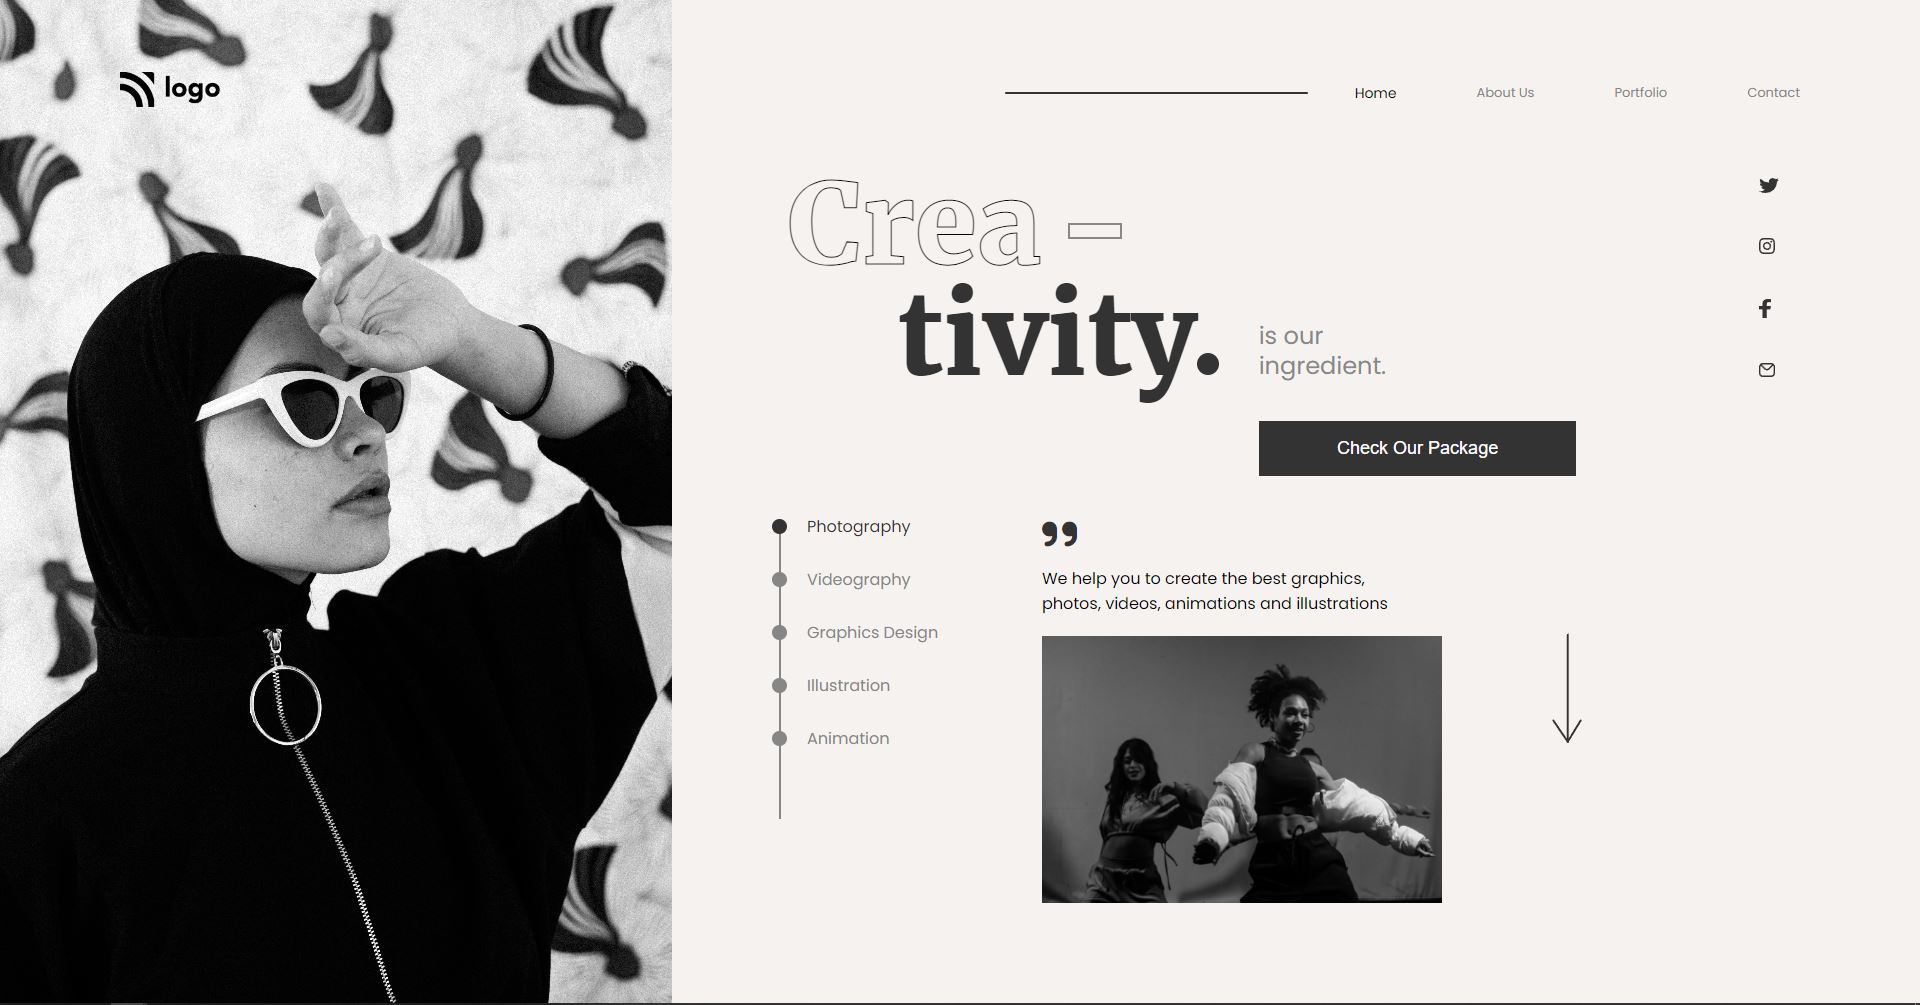 logo
Home
About Us
Portfolio
Contact
Crea –
tivity.
is our
ingredient.
Check Our Package
Photography
Videography
Graphics Design
Illustration
Animation
”
We help you to create the best graphics,
photos, videos, animations and illustrations